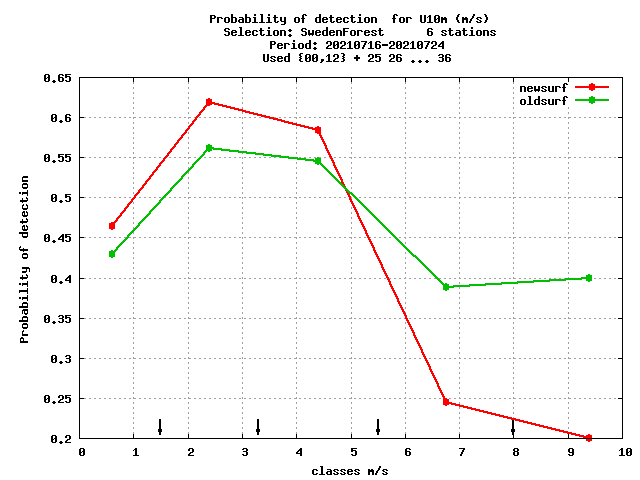 Probability of detection  for U10m (m/s)
Selection: SwedenForest      6 stations
Period: 20210716-20210724
Used {00,12} + 25 26 ... 36
newsurf
oldsurf
Probability of detection
0.65
0.6
0.55
0.5
0.45
0.4
0.35
0.3
0.25
0.2
0 1 2 3 4 5 6 7 8 9 10
classes m/s